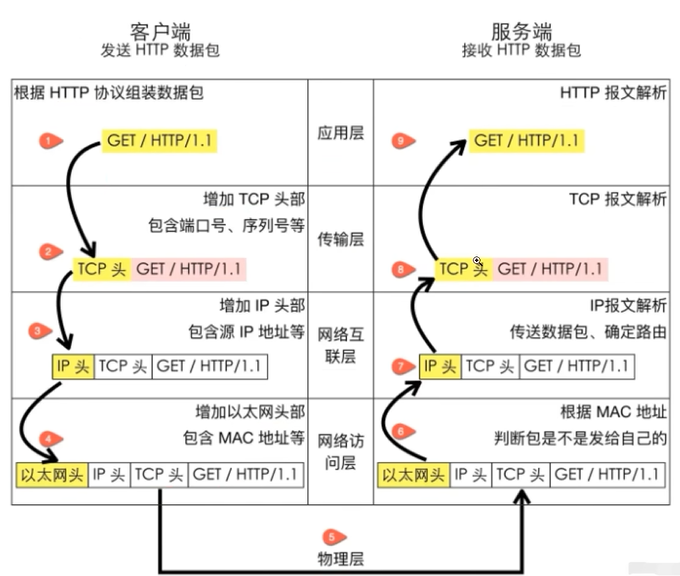 客户端
发送 HTTP 数据包
服务端
接收 HTTP 数据包
根据 HTTP 协议组装数据包
1
GET / HTTP/1.1
应用层
HTTP 报文解析
9
GET / HTTP/1.1
增加 TCP 头部
包含端口号、序列号等
2
TCP 头 GET / HTTP/1.1
传输层
TCP 报文解析
8
TCP 头 GET / HTTP/1.1
增加 IP 头部
包含源 IP 地址等
3
IP 头 TCP 头 GET / HTTP/1.1
网络互
联层
IP报文解析
传送数据包、确定路由
7
IP 头 TCP 头 GET / HTTP/1.1
增加以太网头部
包含 MAC 地址等
4
以太网头 IP 头 TCP 头 GET / HTTP/1.1
网络访
问层
根据 MAC 地址
判断包是不是发给自己的
6
以太网头 IP 头 TCP 头 GET / HTTP/1.1
5
物理层